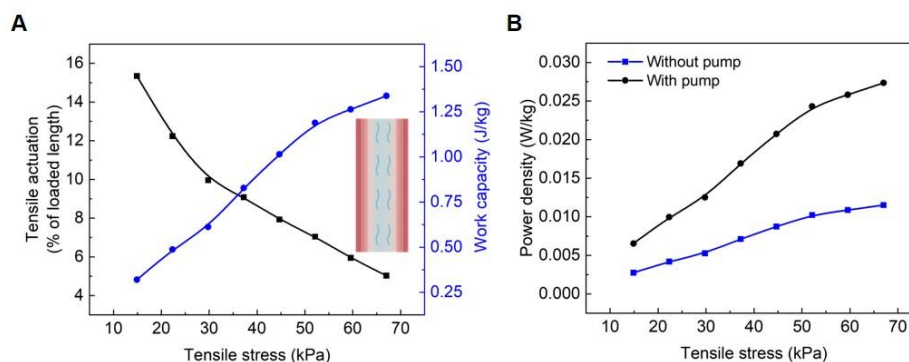 A
Tensile actuation
(% of loaded length)
16
14
12
10
8
6
4
10 20 30 40 50 60 70
Tensile stress (kPa)
1.50
1.25
1.00
0.75
0.50
0.25
Work capacity (J/kg)
B
Power density (W/kg)
0.030
0.025
0.020
0.015
0.010
0.005
0.000
Without pump
With pump
10 20 30 40 50 60 70
Tensile stress (kPa)